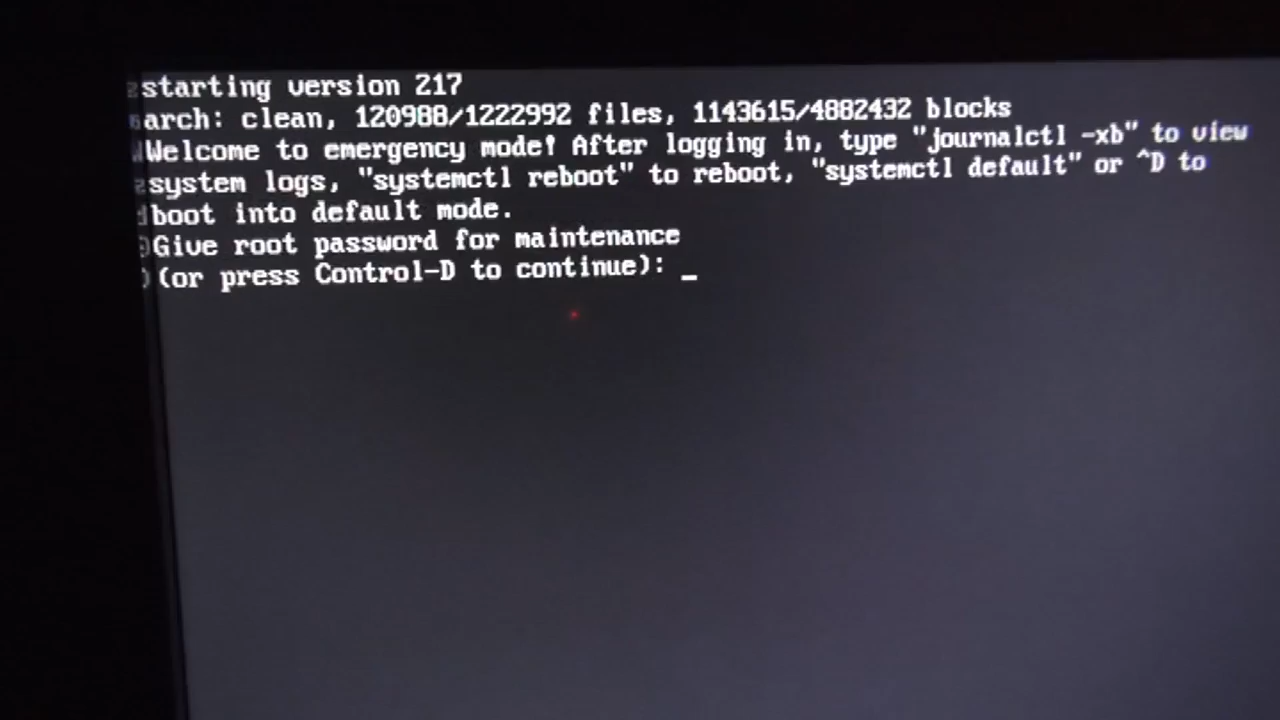 starting version 217
arch: clean, 120988/1222992 files, 1143615/4882432 blocks
Welcome to emergency mode! After logging in, type "journalctl -xb" to view
system logs, "systemctl reboot" to reboot, "systemctl default" or ^D to
boot into default mode.
Give root password for maintenance
(or press Control-D to continue): _